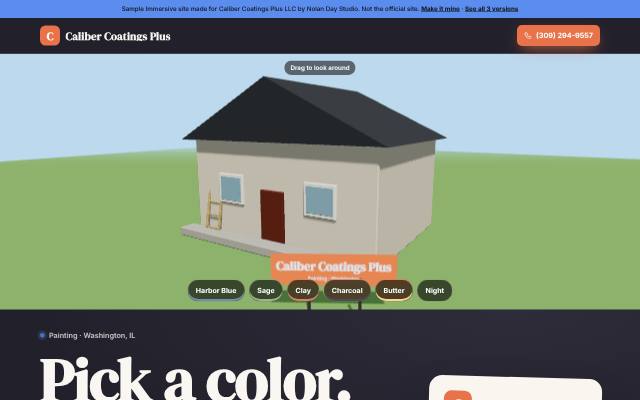 Sample Immersive site made for Caliber Coatings Plus LLC by Nolan Day Studio. Not the official site. Make it mine · See all 3 versions
C Caliber Coatings Plus
(309) 294-9557
Drag to look around
Caliber Coatings Plus
Harbor Blue Sage Clay Charcoal Butter Night
Painting · Washington, IL
Pick a color.
C